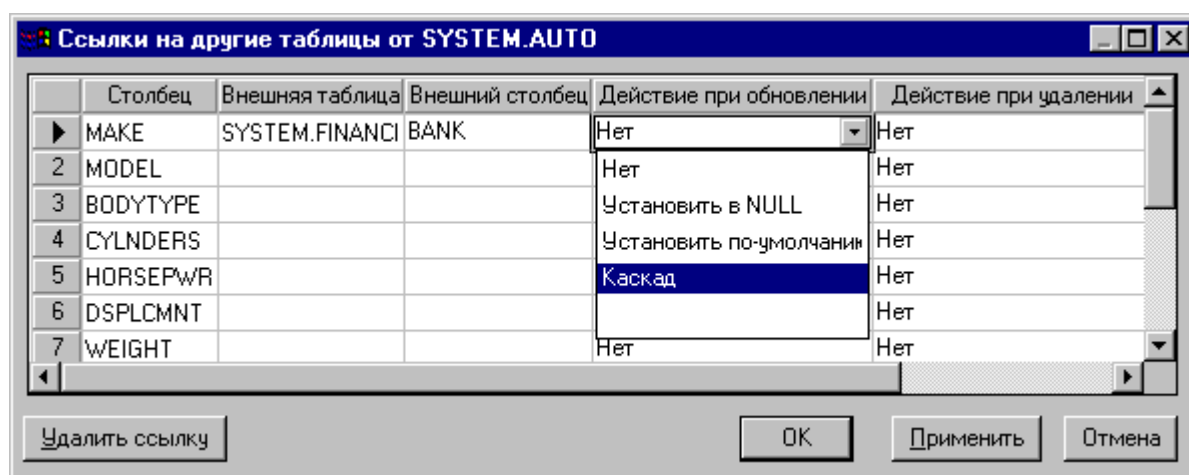 Ссылки на другие таблицы от SYSTEM.AUTO
Столбец Внешняя таблица Внешний столбец Действие при обновлении Действие при удалении
MAKE SYSTEM.FINANCI BANK Нет Нет
2 MODEL Нет Нет
3 BODYTYPE Установить в NULL Нет
4 CYLNDERS Установить по-умолчанию Нет
5 HORSEPWR Каскад Нет
6 DSPLCMNT Нет
7 WEIGHT Нет Нет
Удалить ссылку OK Применить Отмена